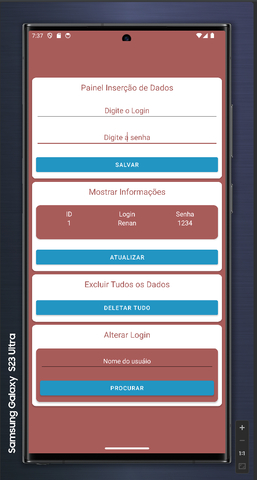 7:37
Painel Inserção de Dados
Digite o Login
Digite a senha
SALVAR
Mostrar Informações
ID Login Senha
1 Renan 1234
ATUALIZAR
Excluir Tudos os Dados
DELETAR TUDO
Alterar Login
Nome do usuáio
PROCURAR
Samsung Galaxy S23 Ultra
1:1